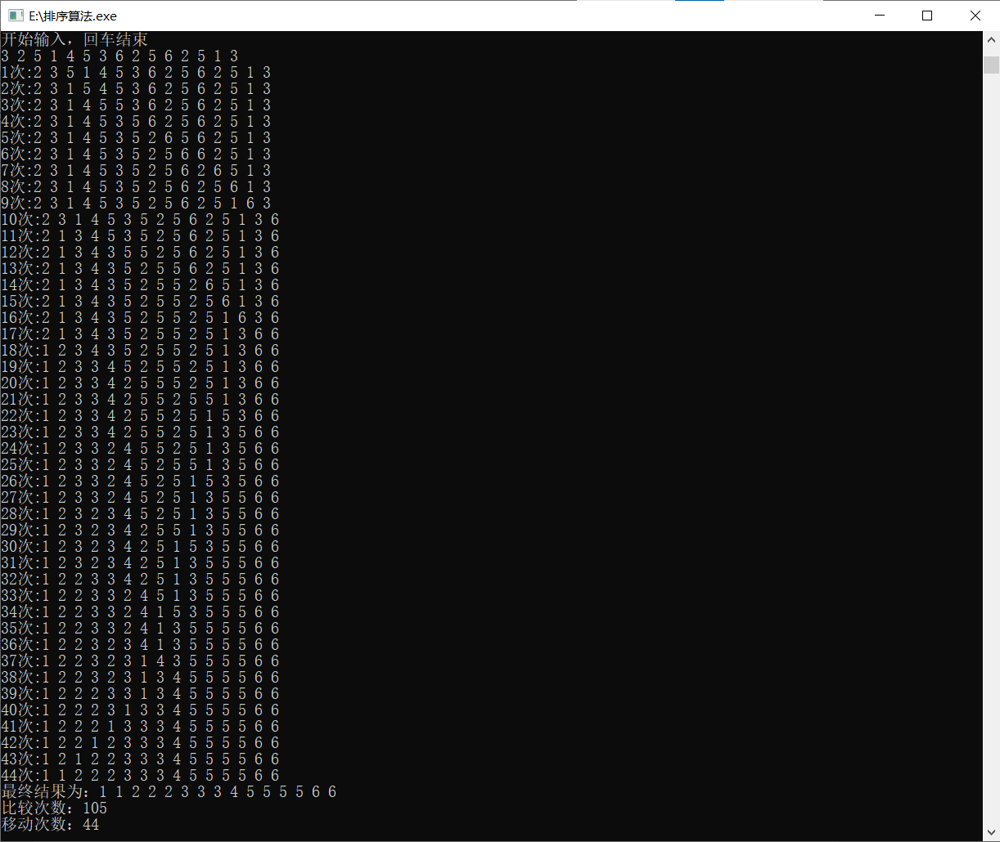 E:\排序算法.exe
开始输入，回车结束
3 2 5 1 4 5 3 6 2 5 6 2 5 1 3
1次:2 3 5 1 4 5 3 6 2 5 6 2 5 1 3
2次:2 3 1 5 4 5 3 6 2 5 6 2 5 1 3
3次:2 3 1 4 5 5 3 6 2 5 6 2 5 1 3
4次:2 3 1 4 5 3 5 6 2 5 6 2 5 1 3
5次:2 3 1 4 5 3 5 2 6 5 6 2 5 1 3
6次:2 3 1 4 5 3 5 2 5 6 6 2 5 1 3
7次:2 3 1 4 5 3 5 2 5 6 2 6 5 1 3
8次:2 3 1 4 5 3 5 2 5 6 2 5 6 1 3
9次:2 3 1 4 5 3 5 2 5 6 2 5 1 6 3
10次:2 3 1 4 5 3 5 2 5 6 2 5 1 3 6
11次:2 1 3 4 5 3 5 2 5 6 2 5 1 3 6
12次:2 1 3 4 3 5 5 2 5 6 2 5 1 3 6
13次:2 1 3 4 3 5 2 5 5 6 2 5 1 3 6
14次:2 1 3 4 3 5 2 5 5 2 6 5 1 3 6
15次:2 1 3 4 3 5 2 5 5 2 5 6 1 3 6
16次:2 1 3 4 3 5 2 5 5 2 5 1 6 3 6
17次:2 1 3 4 3 5 2 5 5 2 5 1 3 6 6
18次:1 2 3 4 3 5 2 5 5 2 5 1 3 6 6
19次:1 2 3 3 4 5 2 5 5 2 5 1 3 6 6
20次:1 2 3 3 4 2 5 5 5 2 5 1 3 6 6
21次:1 2 3 3 4 2 5 5 2 5 5 1 3 6 6
22次:1 2 3 3 4 2 5 5 2 5 1 5 3 6 6
23次:1 2 3 3 4 2 5 5 2 5 1 3 5 6 6
24次:1 2 3 3 2 4 5 5 2 5 1 3 5 6 6
25次:1 2 3 3 2 4 5 2 5 5 1 3 5 6 6
26次:1 2 3 3 2 4 5 2 5 1 5 3 5 6 6
27次:1 2 3 3 2 4 5 2 5 1 3 5 5 6 6
28次:1 2 3 2 3 4 5 2 5 1 3 5 5 6 6
29次:1 2 3 2 3 4 2 5 5 1 3 5 5 6 6
30次:1 2 3 2 3 4 2 5 1 5 3 5 5 6 6
31次:1 2 3 2 3 4 2 5 1 3 5 5 5 6 6
32次:1 2 2 3 3 4 2 5 1 3 5 5 5 6 6
33次:1 2 2 3 3 2 4 5 1 3 5 5 5 6 6
34次:1 2 2 3 3 2 4 1 5 3 5 5 5 6 6
35次:1 2 2 3 3 2 4 1 3 5 5 5 5 6 6
36次:1 2 2 3 2 3 4 1 3 5 5 5 5 6 6
37次:1 2 2 3 2 3 1 4 3 5 5 5 5 6 6
38次:1 2 2 3 2 3 1 3 4 5 5 5 5 6 6
39次:1 2 2 2 3 3 1 3 4 5 5 5 5 6 6
40次:1 2 2 2 3 1 3 3 4 5 5 5 5 6 6
41次:1 2 2 2 1 3 3 3 4 5 5 5 5 6 6
42次:1 2 2 1 2 3 3 3 4 5 5 5 5 6 6
43次:1 2 1 2 2 3 3 3 4 5 5 5 5 6 6
44次:1 1 2 2 2 3 3 3 4 5 5 5 5 6 6
最终结果为：1 1 2 2 2 3 3 3 4 5 5 5 5 6 6
比较次数：105
移动次数：44